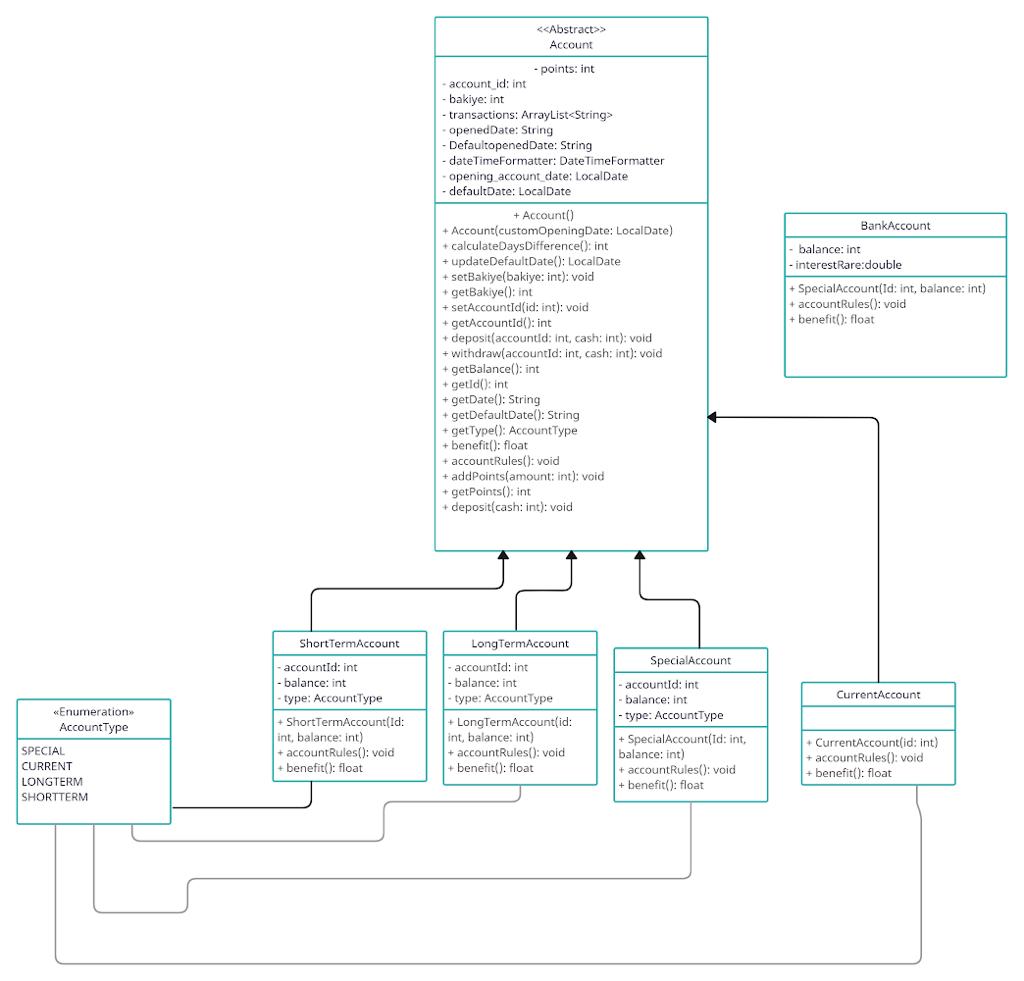 <<Abstract>>
Account
- points: int
- account_id: int
- bakiye: int
- transactions: ArrayList<String>
- openedDate: String
- DefaultopenedDate: String
- dateTimeFormatter: DateTimeFormatter
- opening_account_date: LocalDate
- defaultDate: LocalDate
+ Account()
+ Account(customOpeningDate: LocalDate)
+ calculateDaysDifference(): int
+ updateDefaultDate(): LocalDate
+ setBakiye(bakiye: int): void
+ getBakiye(): int
+ setAccountId(id: int): void
+ getAccountId(): int
+ deposit(accountId: int, cash: int): void
+ withdraw(accountId: int, cash: int): void
+ getBalance(): int
+ getId(): int
+ getDate(): String
+ getDefaultDate(): String
+ getType(): AccountType
+ benefit(): float
+ accountRules(): void
+ addPoints(amount: int): void
+ getPoints(): int
+ deposit(cash: int): void
BankAccount
- balance: int
- interestRare:double
+ SpecialAccount(Id: int, balance: int)
+ accountRules(): void
+ benefit(): float
ShortTermAccount
- accountId: int
- balance: int
- type: AccountType
+ ShortTermAccount(Id:
int, balance: int)
+ accountRules(): void
+ benefit(): float
LongTermAccount
- accountId: int
- balance: int
- type: AccountType
+ LongTermAccount(Id:
int, balance: int)
+ accountRules(): void
+ benefit(): float
SpecialAccount
- accountId: int
- balance: int
- type: AccountType
+ SpecialAccount(Id: int,
balance: int)
+ accountRules(): void
+ benefit(): float
CurrentAccount
+ CurrentAccount(id: int)
+ accountRules(): void
+ benefit(): float
«Enumeration»
AccountType
SPECIAL
CURRENT
LONGTERM
SHORTTERM